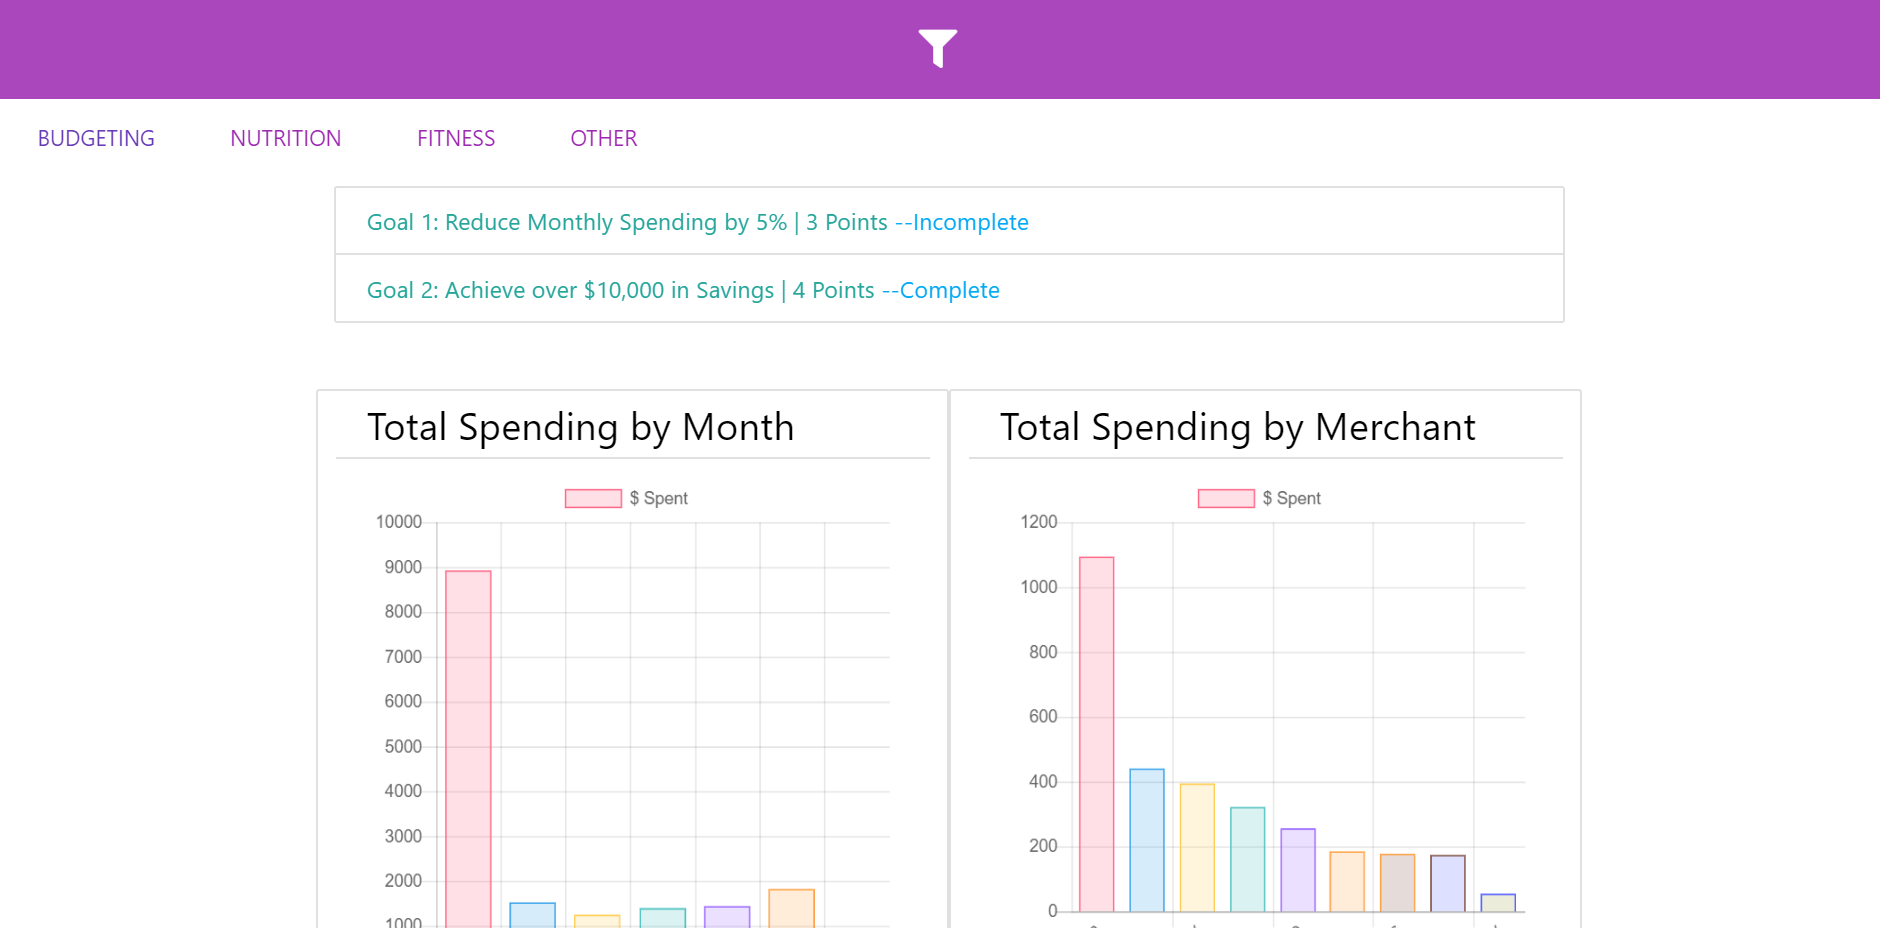 BUDGETING NUTRITION FITNESS OTHER
Goal 1: Reduce Monthly Spending by 5% | 3 Points --Incomplete
Goal 2: Achieve over $10,000 in Savings | 4 Points --Complete
Total Spending by Month
$ Spent
10000
9000
8000
7000
6000
5000
4000
3000
2000
1000
Total Spending by Merchant
$ Spent
1200
1000
800
600
400
200
0